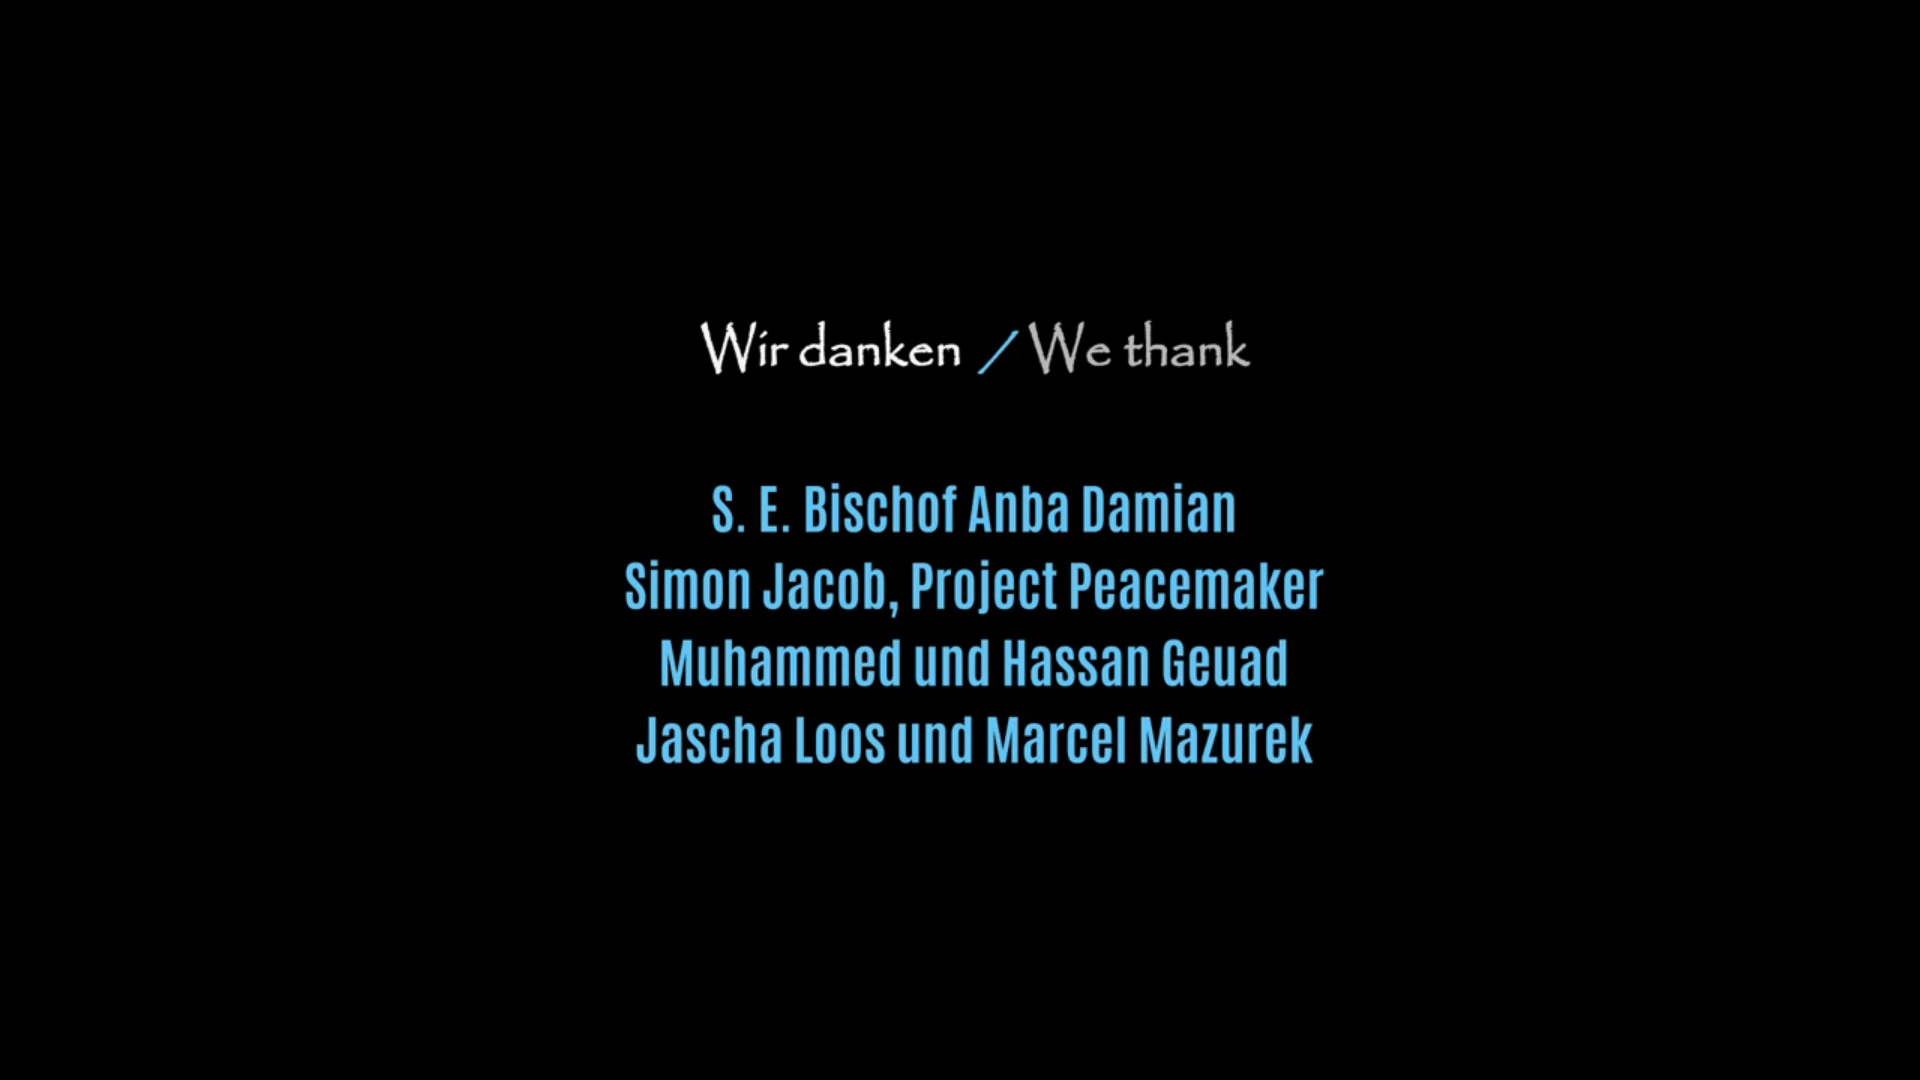 Wir danken / We thank
S. E. Bischof Anba Damian
Simon Jacob, Project Peacemaker
Muhammed und Hassan Geuad
Jascha Loos und Marcel Mazurek